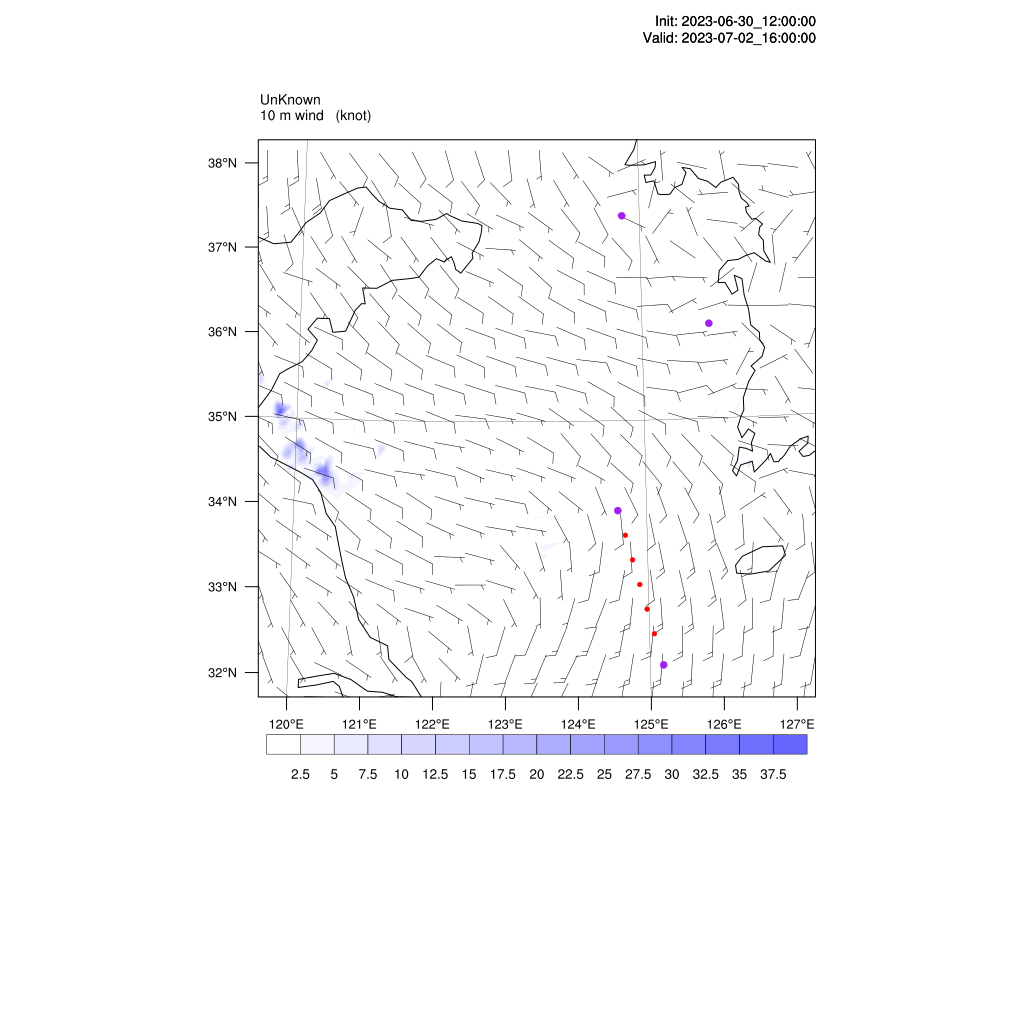 Init: 2023-06-30_12:00:00
Valid: 2023-07-02_16:00:00
UnKnown
10 m wind (knot)
38°N
37°N
36°N
35°N
34°N
33°N
32°N
120°E 121°E 122°E 123°E 124°E 125°E 126°E 127°E
2.5 5 7.5 10 12.5 15 17.5 20 22.5 25 27.5 30 32.5 35 37.5